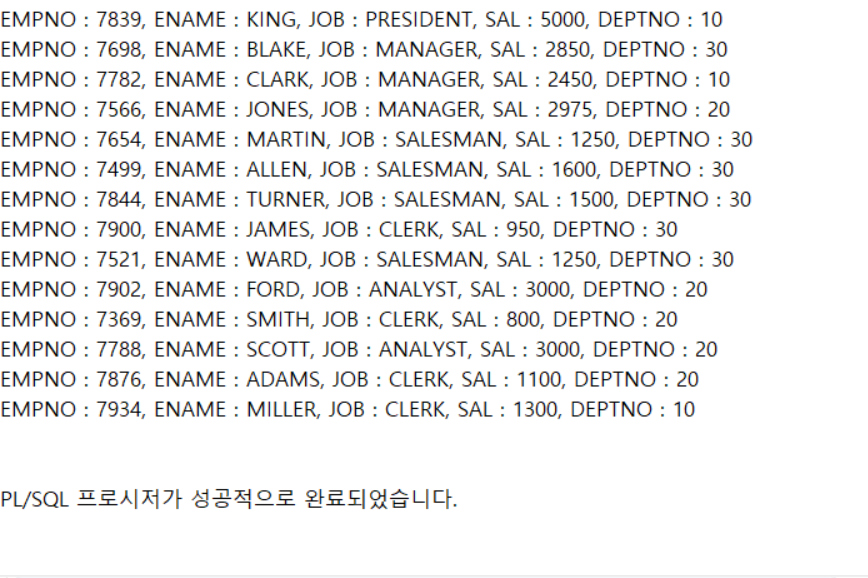 EMPNO : 7839, ENAME : KING, JOB : PRESIDENT, SAL : 5000, DEPTNO : 10
EMPNO : 7698, ENAME : BLAKE, JOB : MANAGER, SAL : 2850, DEPTNO : 30
EMPNO : 7782, ENAME : CLARK, JOB : MANAGER, SAL : 2450, DEPTNO : 10
EMPNO : 7566, ENAME : JONES, JOB : MANAGER, SAL : 2975, DEPTNO : 20
EMPNO : 7654, ENAME : MARTIN, JOB : SALESMAN, SAL : 1250, DEPTNO : 30
EMPNO : 7499, ENAME : ALLEN, JOB : SALESMAN, SAL : 1600, DEPTNO : 30
EMPNO : 7844, ENAME : TURNER, JOB : SALESMAN, SAL : 1500, DEPTNO : 30
EMPNO : 7900, ENAME : JAMES, JOB : CLERK, SAL : 950, DEPTNO : 30
EMPNO : 7521, ENAME : WARD, JOB : SALESMAN, SAL : 1250, DEPTNO : 30
EMPNO : 7902, ENAME : FORD, JOB : ANALYST, SAL : 3000, DEPTNO : 20
EMPNO : 7369, ENAME : SMITH, JOB : CLERK, SAL : 800, DEPTNO : 20
EMPNO : 7788, ENAME : SCOTT, JOB : ANALYST, SAL : 3000, DEPTNO : 20
EMPNO : 7876, ENAME : ADAMS, JOB : CLERK, SAL : 1100, DEPTNO : 20
EMPNO : 7934, ENAME : MILLER, JOB : CLERK, SAL : 1300, DEPTNO : 10
PL/SQL 프로시저가 성공적으로 완료되었습니다.